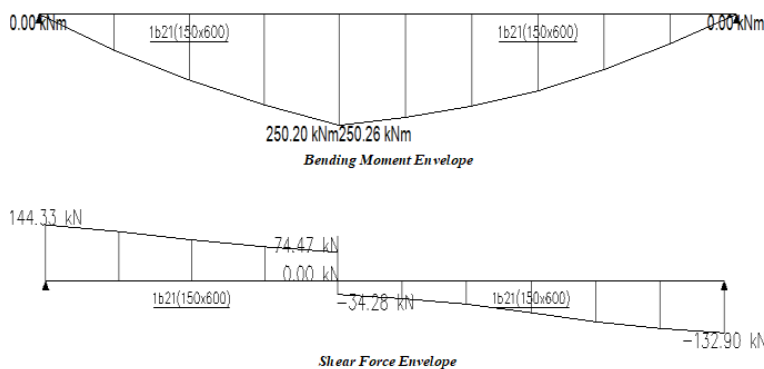 0.00 kNm 0.00 kNm
1b21(150x600) 1b21(150x600)
250.20 kNm 250.26 kNm
Bending Moment Envelope
144.33 kN
74.47 kN
0.00 kN
1b21(150x600) -34.28 kN 1b21(150x600)
-132.90 kN
Shear Force Envelope